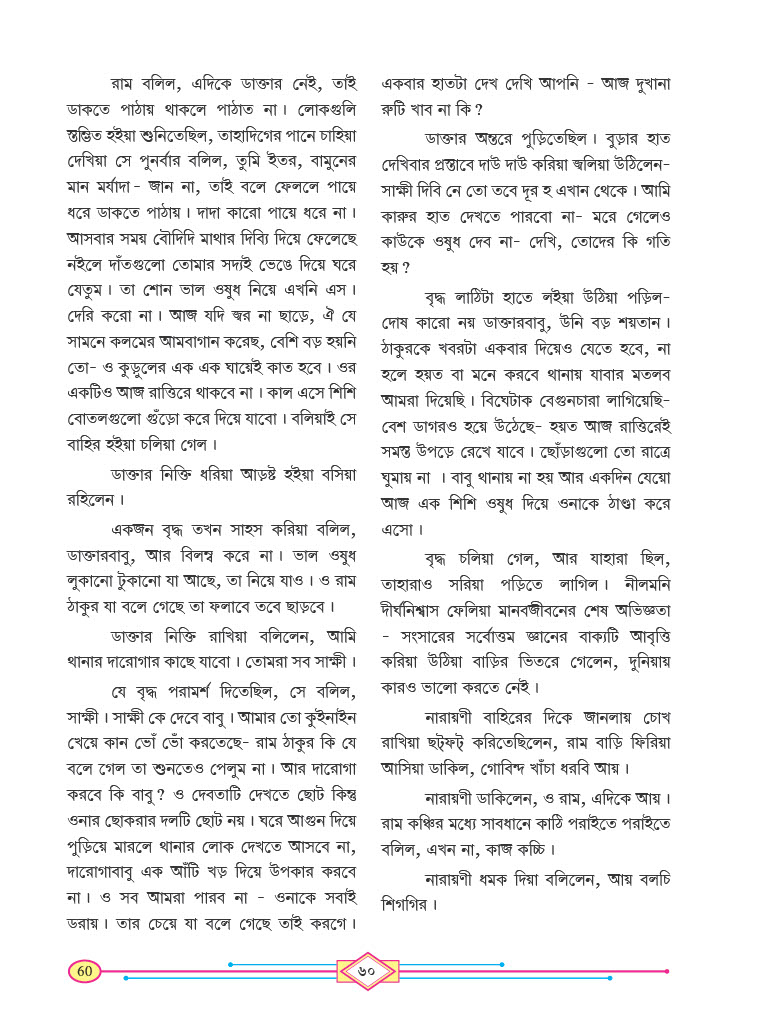 রাম বলিল, এদিকে ডাক্তার নেই, তাই
ডাকতে পাঠায় থাকলে পাঠাত না। লোকগুলি
স্তম্ভিত হইয়া শুনিতেছিল, তাহাদিগের পানে চাহিয়া
দেখিয়া সে পুনর্বার বলিল, তুমি ইতর, বামুনের
মান মর্যাদা - জান না, তাই বলে ফেললে পায়ে
ধরে ডাকতে পাঠায়। দাদা কারো পায়ে ধরে না।
আসবার সময় বৌদিদি মাথার দিব্যি দিয়ে ফেলেছে
নইলে দাঁতগুলো তোমার সদ্যই ভেঙে দিয়ে ঘরে
যেতুম। তা শোন ভাল ওষুধ নিয়ে এখনি এস।
দেরি করো না। আজ যদি জ্বর না ছাড়ে, ঐ যে
সামনে কলমের আমবাগান করেছ, বেশি বড় হয়নি
তো- ও কুড়ুলের এক এক ঘায়েই কাত হবে। ওর
একটিও আজ রাত্তিরে থাকবে না। কাল এসে শিশি
বোতলগুলো গুঁড়ো করে দিয়ে যাবো। বলিয়াই সে
বাহির হইয়া চলিয়া গেল।
ডাক্তার নিক্তি ধরিয়া আড়ষ্ট হইয়া বসিয়া
রহিলেন।
একজন বৃদ্ধ তখন সাহস করিয়া বলিল,
ডাক্তারবাবু, আর বিলম্ব করে না। ভাল ওষুধ
লুকানো টুকানো যা আছে, তা নিয়ে যাও। ও রাম
ঠাকুর যা বলে গেছে তা ফলাবে তবে ছাড়বে।
ডাক্তার নিক্তি রাখিয়া বলিলেন, আমি
থানার দারোগার কাছে যাবো। তোমরা সব সাক্ষী।
যে বৃদ্ধ পরামর্শ দিতেছিল, সে বলিল,
সাক্ষী। সাক্ষী কে দেবে বাবু। আমার তো কুইনাইন
খেয়ে কান ভোঁ ভোঁ করতেছে- রাম ঠাকুর কি যে
বলে গেল তা শুনতেও পেলুম না। আর দারোগা
করবে কি বাবু? ও দেবতাটি দেখতে ছোট কিন্তু
ওনার ছোকরার দলটি ছোট নয়। ঘরে আগুন দিয়ে
পুড়িয়ে মারলে থানার লোক দেখতে আসবে না,
দারোগাবাবু এক আঁটি খড় দিয়ে উপকার করবে
না। ও সব আমরা পারব না - ওনাকে সবাই
ডরায়। তার চেয়ে যা বলে গেছে তাই করগে।
একবার হাতটা দেখ দেখি আপনি - আজ দুখানা
রুটি খাব না কি?
ডাক্তার অন্তরে পুড়িতেছিল। বুড়ার হাত
দেখিবার প্রস্তাবে দাউ দাউ করিয়া জ্বলিয়া উঠিলেন-
সাক্ষী দিবি নে তো তবে দূর হ এখান থেকে। আমি
কারুর হাত দেখতে পারবো না- মরে গেলেও
কাউকে ওষুধ দেব না- দেখি, তোদের কি গতি
হয়?
বৃদ্ধ লাঠিটা হাতে লইয়া উঠিয়া পড়িল-
দোষ কারো নয় ডাক্তারবাবু, উনি বড় শয়তান।
ঠাকুরকে খবরটা একবার দিয়েও যেতে হবে, না
হলে হয়ত বা মনে করবে থানায় যাবার মতলব
আমরা দিয়েছি। বিঘেটাক বেগুনচারা লাগিয়েছি-
বেশ ডাগরও হয়ে উঠেছে- হয়ত আজ রাত্তিরেই
সমস্ত উপড়ে রেখে যাবে। ছোঁড়াগুলো তো রাত্রে
ঘুমায় না । বাবু থানায় না হয় আর একদিন যেয়ো
আজ এক শিশি ওষুধ দিয়ে ওনাকে ঠাণ্ডা করে
এসো।
বৃদ্ধ চলিয়া গেল, আর যাহারা ছিল,
তাহারাও সরিয়া পড়িতে লাগিল। নীলমনি
দীর্ঘনিশ্বাস ফেলিয়া মানবজীবনের শেষ অভিজ্ঞতা
- সংসারের সর্বোত্তম জ্ঞানের বাক্যটি আবৃত্তি
করিয়া উঠিয়া বাড়ির ভিতরে গেলেন, দুনিয়ায়
কারও ভালো করতে নেই।
নারায়ণী বাহিরের দিকে জানলায় চোখ
রাখিয়া ছট্‌ফট্‌ করিতেছিলেন, রাম বাড়ি ফিরিয়া
আসিয়া ডাকিল, গোবিন্দ খাঁচা ধরবি আয়।
নারায়ণী ডাকিলেন, ও রাম, এদিকে আয়।
রাম কঞ্চির মধ্যে সাবধানে কাঠি পরাইতে পরাইতে
বলিল, এখন না, কাজ কচ্চি।
নারায়ণী ধমক দিয়া বলিলেন, আয় বলচি
শিগগির।
60
৬০